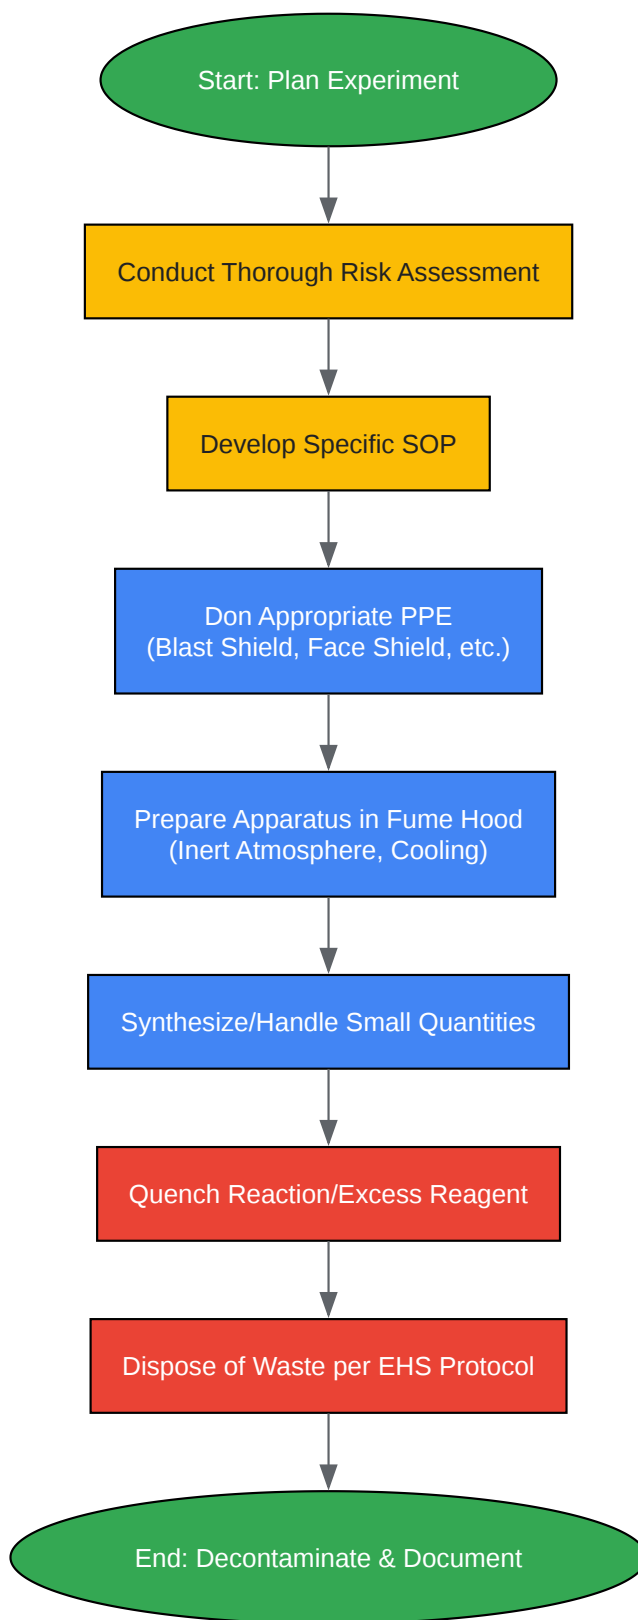 Start: Plan Experiment
Conduct Thorough Risk Assessment
Develop Specific SOP
Don Appropriate PPE
(Blast Shield, Face Shield, etc.)
Prepare Apparatus in Fume Hood
(Inert Atmosphere, Cooling)
Synthesize/Handle Small Quantities
Quench Reaction/Excess Reagent
Dispose of Waste per EHS Protocol
End: Decontaminate & Document